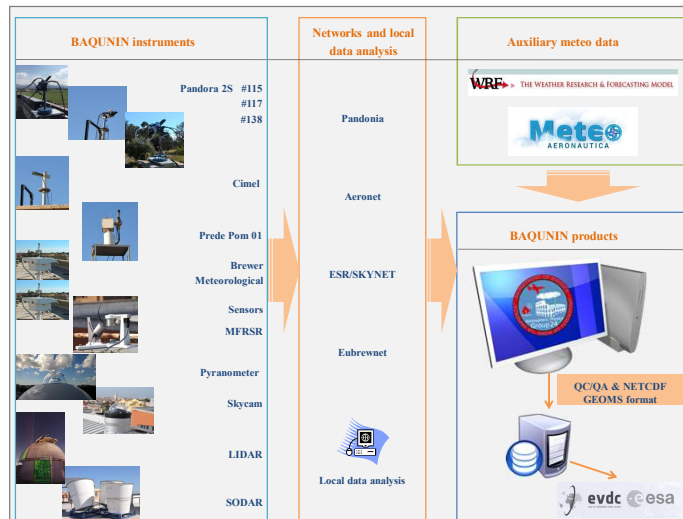 BAQUNIN instruments
Pandora 2S #115
#117
#138
Cimel
Prede Pom 01
Brewer
Meteorological
Sensors
MFRSR
Pyranometer
Skycam
LIDAR
SODAR
Networks and local
data analysis
Pandonia
Aeronet
ESR/SKYNET
Eubrewnet
Local data analysis
Auxiliary meteo data
WRF THE WEATHER RESEARCH & FORECASTING MODEL
Meteo
AERONAUTICA
BAQUNIN products
Group-24
QC/QA & NETCDF
GEOMS format
evdc esa